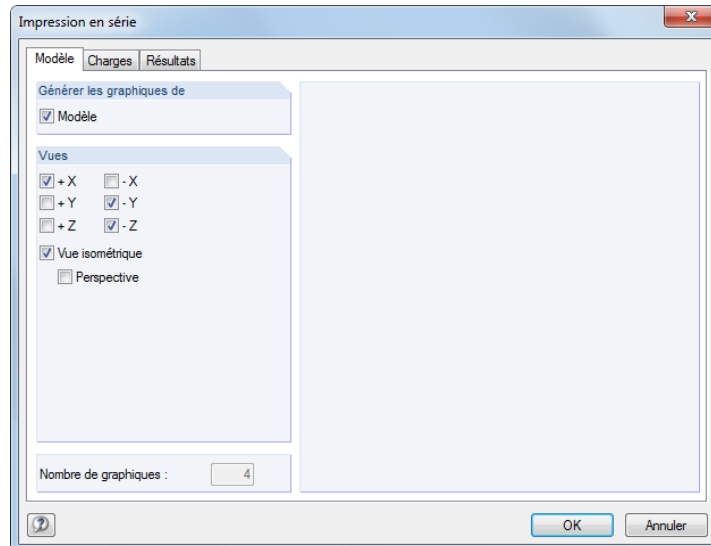 Impression en série
Modèle Charges Résultats
Générer les graphiques de
Modèle
Vues
+ X - X
+ Y - Y
+ Z - Z
Vue isométrique
Perspective
Nombre de graphiques : 4
OK Annuler